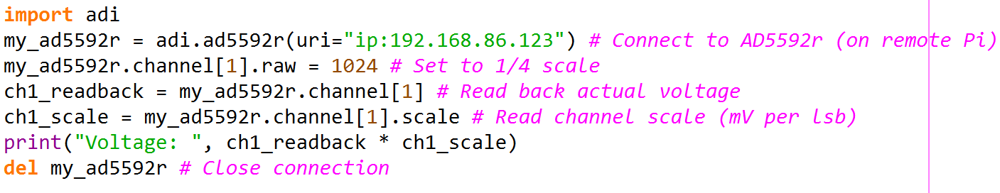 import adi
my_ad5592r = adi.ad5592r(uri="ip:192.168.86.123") # Connect to AD5592r (on remote Pi)
my_ad5592r.channel[1].raw = 1024 # Set to 1/4 scale
ch1_readback = my_ad5592r.channel[1] # Read back actual voltage
ch1_scale = my_ad5592r.channel[1].scale # Read channel scale (mV per lsb)
print("Voltage: ", ch1_readback * ch1_scale)
del my_ad5592r # Close connection